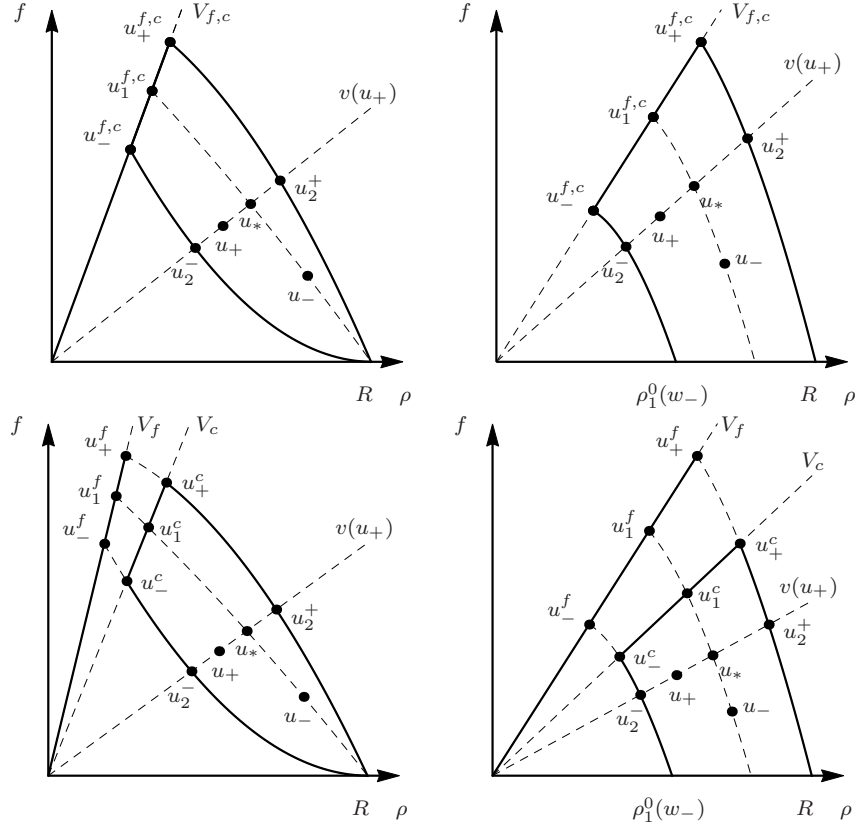 f
V_{f,c}
u_+^{f,c}
u_1^{f,c}
u_-^{f,c}
v(u_+)
u_2^+
u_*
u_+
u_2^-
u_-
R ρ
f
V_{f,c}
u_+^{f,c}
u_1^{f,c}
u_-^{f,c}
v(u_+)
u_2^+
u_*
u_+
u_2^-
u_-
ρ_1^0(w_-) R ρ
f
V_f V_c
u_+^f
u_1^f
u_-^f
u_+^c
u_1^c
u_-^c
v(u_+)
u_2^+
u_*
u_+
u_2^-
u_-
R ρ
f
V_f
u_+^f
V_c
u_1^f
u_+^c
u_-^f
u_1^c
v(u_+)
u_-^c
u_2^+
u_*
u_+
u_2^-
u_-
ρ_1^0(w_-) R ρ